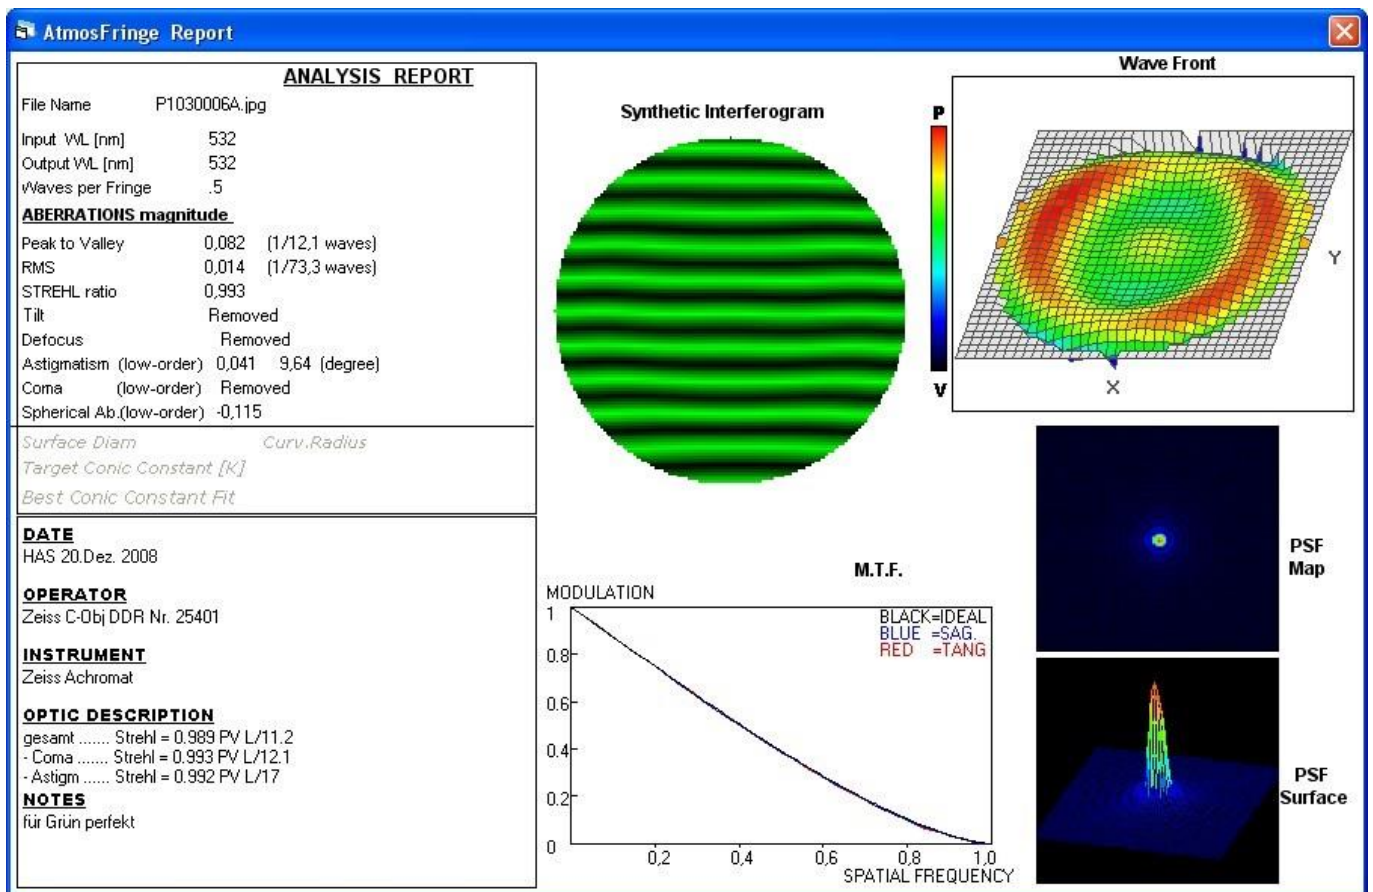 AtmosFringe Report
ANALYSIS REPORT
File Name P1030006A.jpg
Input WL [nm] 532
Output WL [nm] 532
Waves per Fringe .5
ABERRATIONS magnitude
Peak to Valley 0,082 (1/12,1 waves)
RMS 0,014 (1/73,3 waves)
STREHL ratio 0,993
Tilt Removed
Defocus Removed
Astigmatism (low-order) 0,041 9,64 (degree)
Coma (low-order) Removed
Spherical Ab.(low-order) -0,115
Surface Diam Curv.Radius
Target Conic Constant [K]
Best Conic Constant Fit
DATE
HAS 20.Dez. 2008
OPERATOR
Zeiss C-Obj DDR Nr. 25401
INSTRUMENT
Zeiss Achromat
OPTIC DESCRIPTION
gesamt ....... Strehl = 0.989 PV L/11.2
- Coma ....... Strehl = 0.993 PV L/12.1
- Astigm ...... Strehl = 0.992 PV L/17
NOTES
für Grün perfekt
Synthetic Interferogram
P
V
Wave Front
Y
X
M.T.F.
MODULATION
BLACK=IDEAL
BLUE =SAG.
RED =TANG
1
0.8
0.6
0.4
0.2
0
0,2 0,4 0,6 0,8 1,0
SPATIAL FREQUENCY
PSF
Map
PSF
Surface